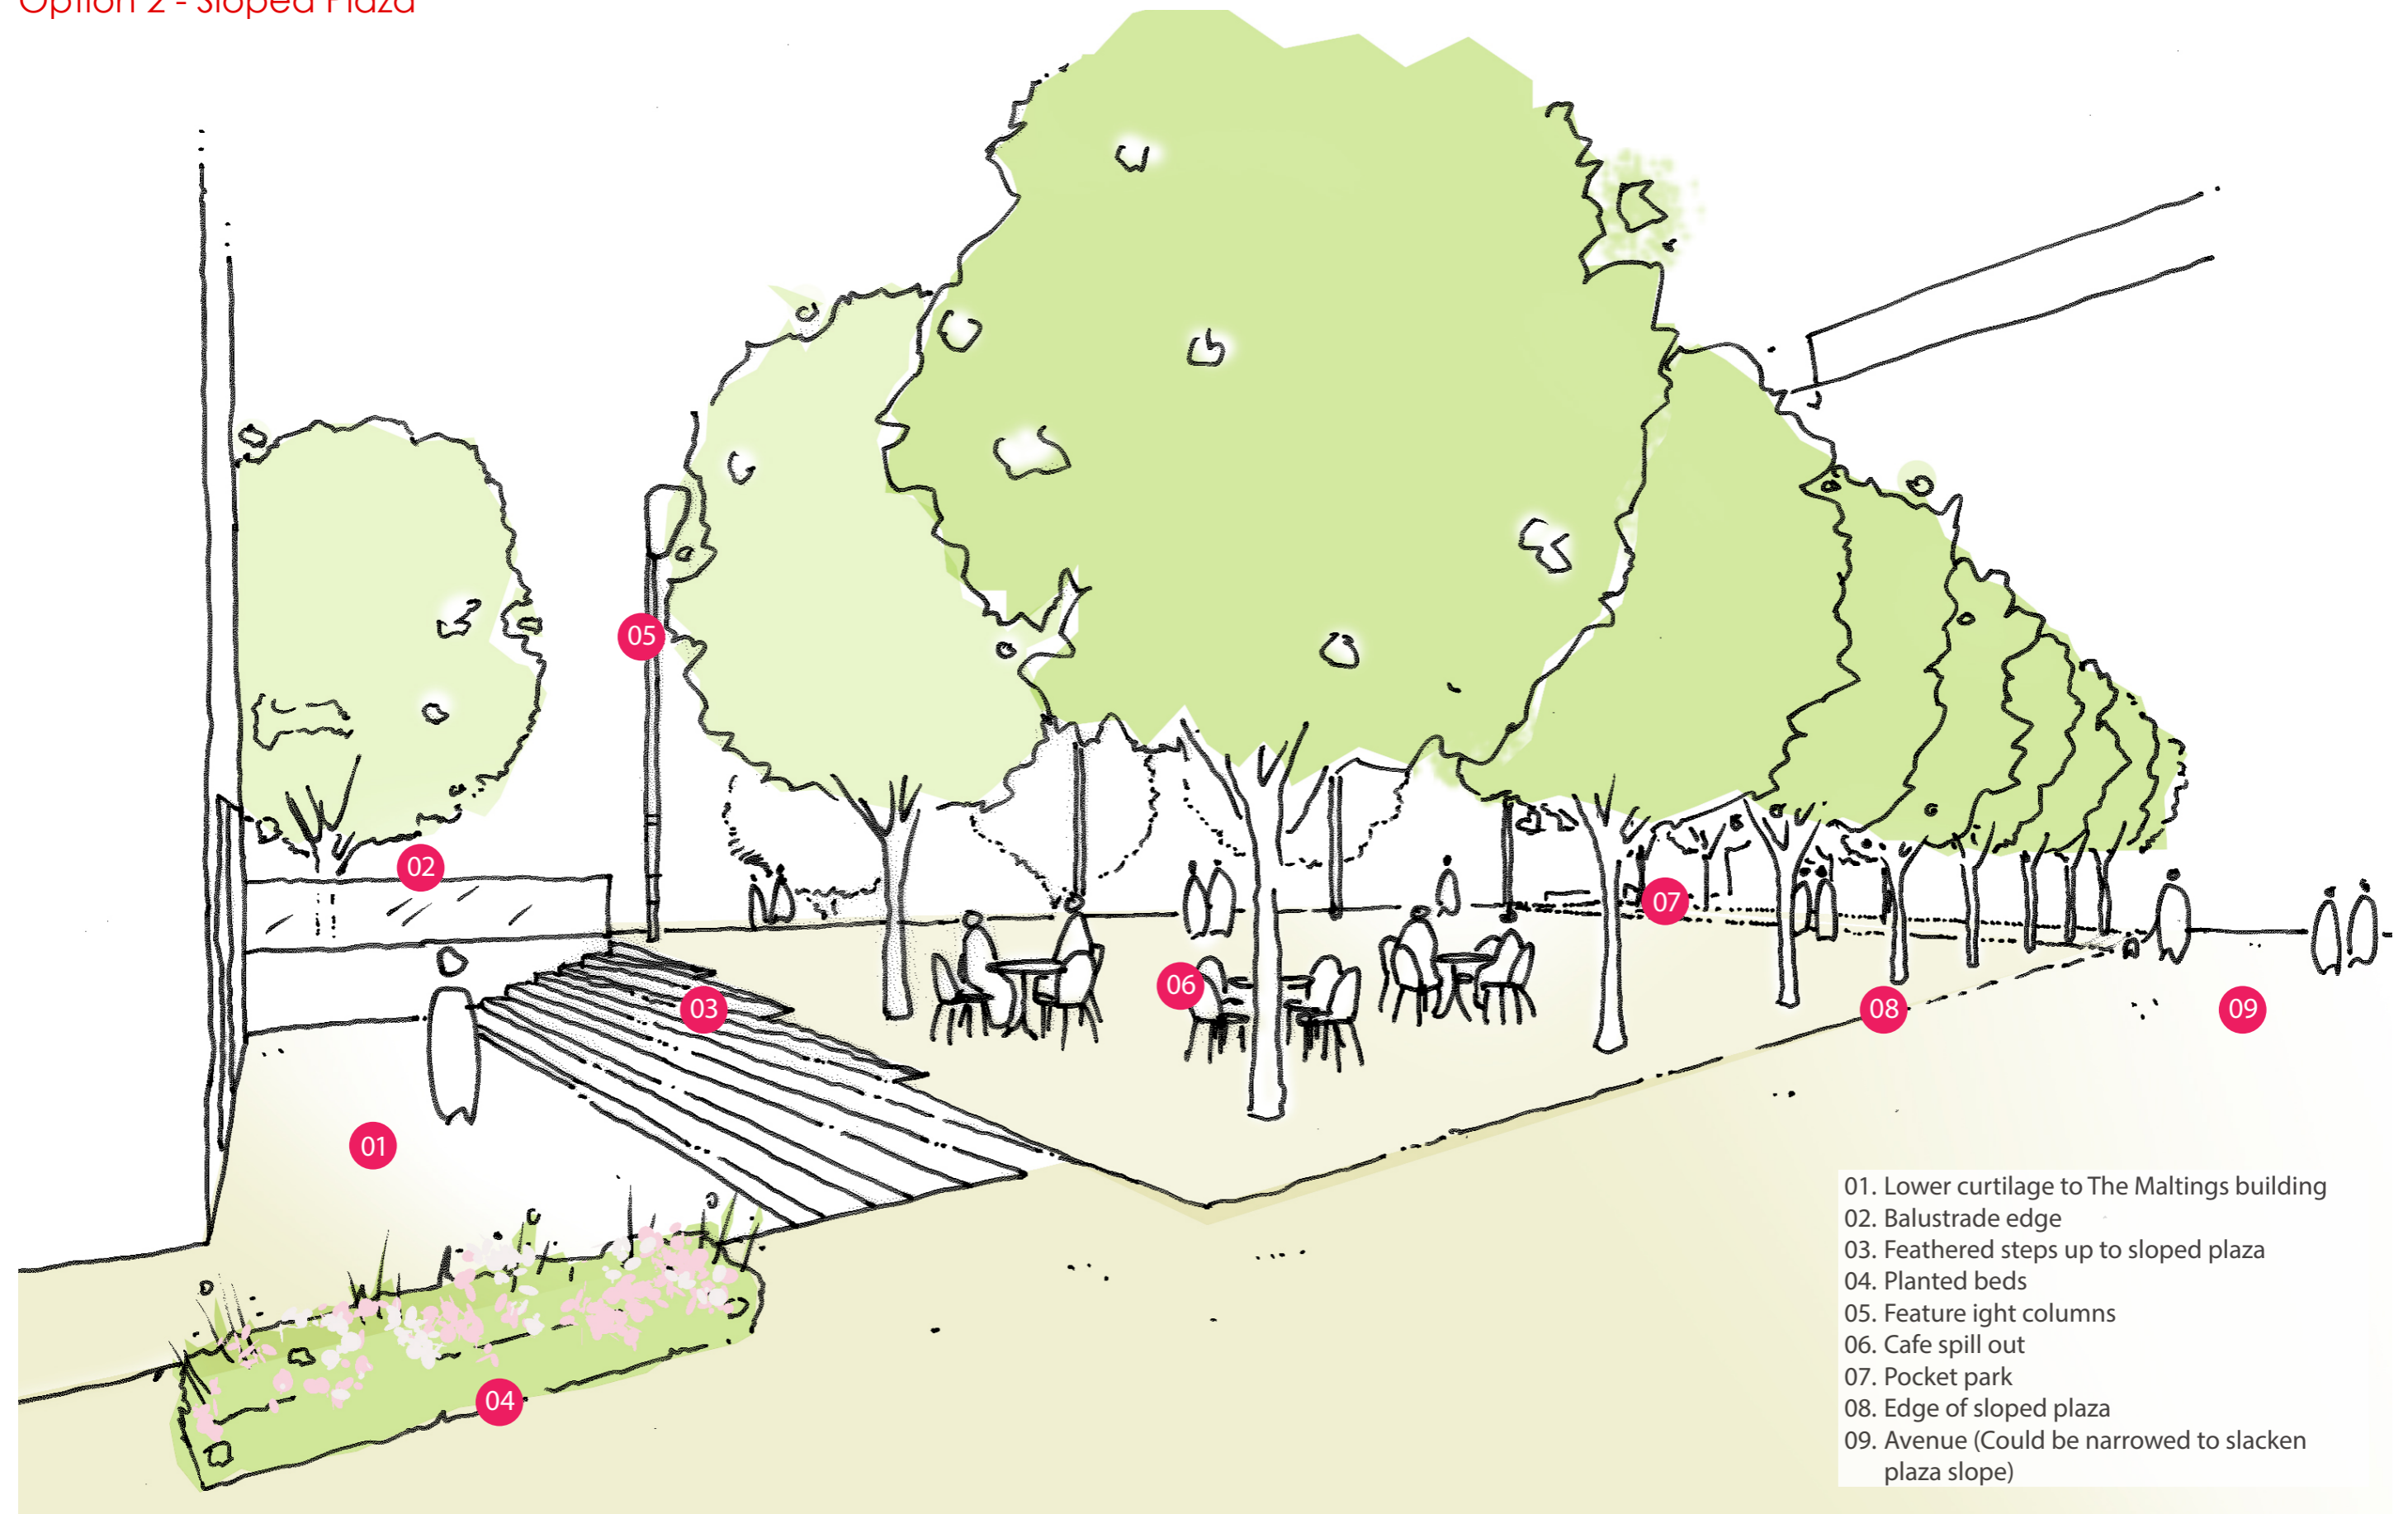 Option 2 - Sloped Plaza
05
02
07
06
03
08
09
01
04
01. Lower curtilage to The Maltings building
02. Balustrade edge
03. Feathered steps up to sloped plaza
04. Planted beds
05. Feature ight columns
06. Cafe spill out
07. Pocket park
08. Edge of sloped plaza
09. Avenue (Could be narrowed to slacken
plaza slope)